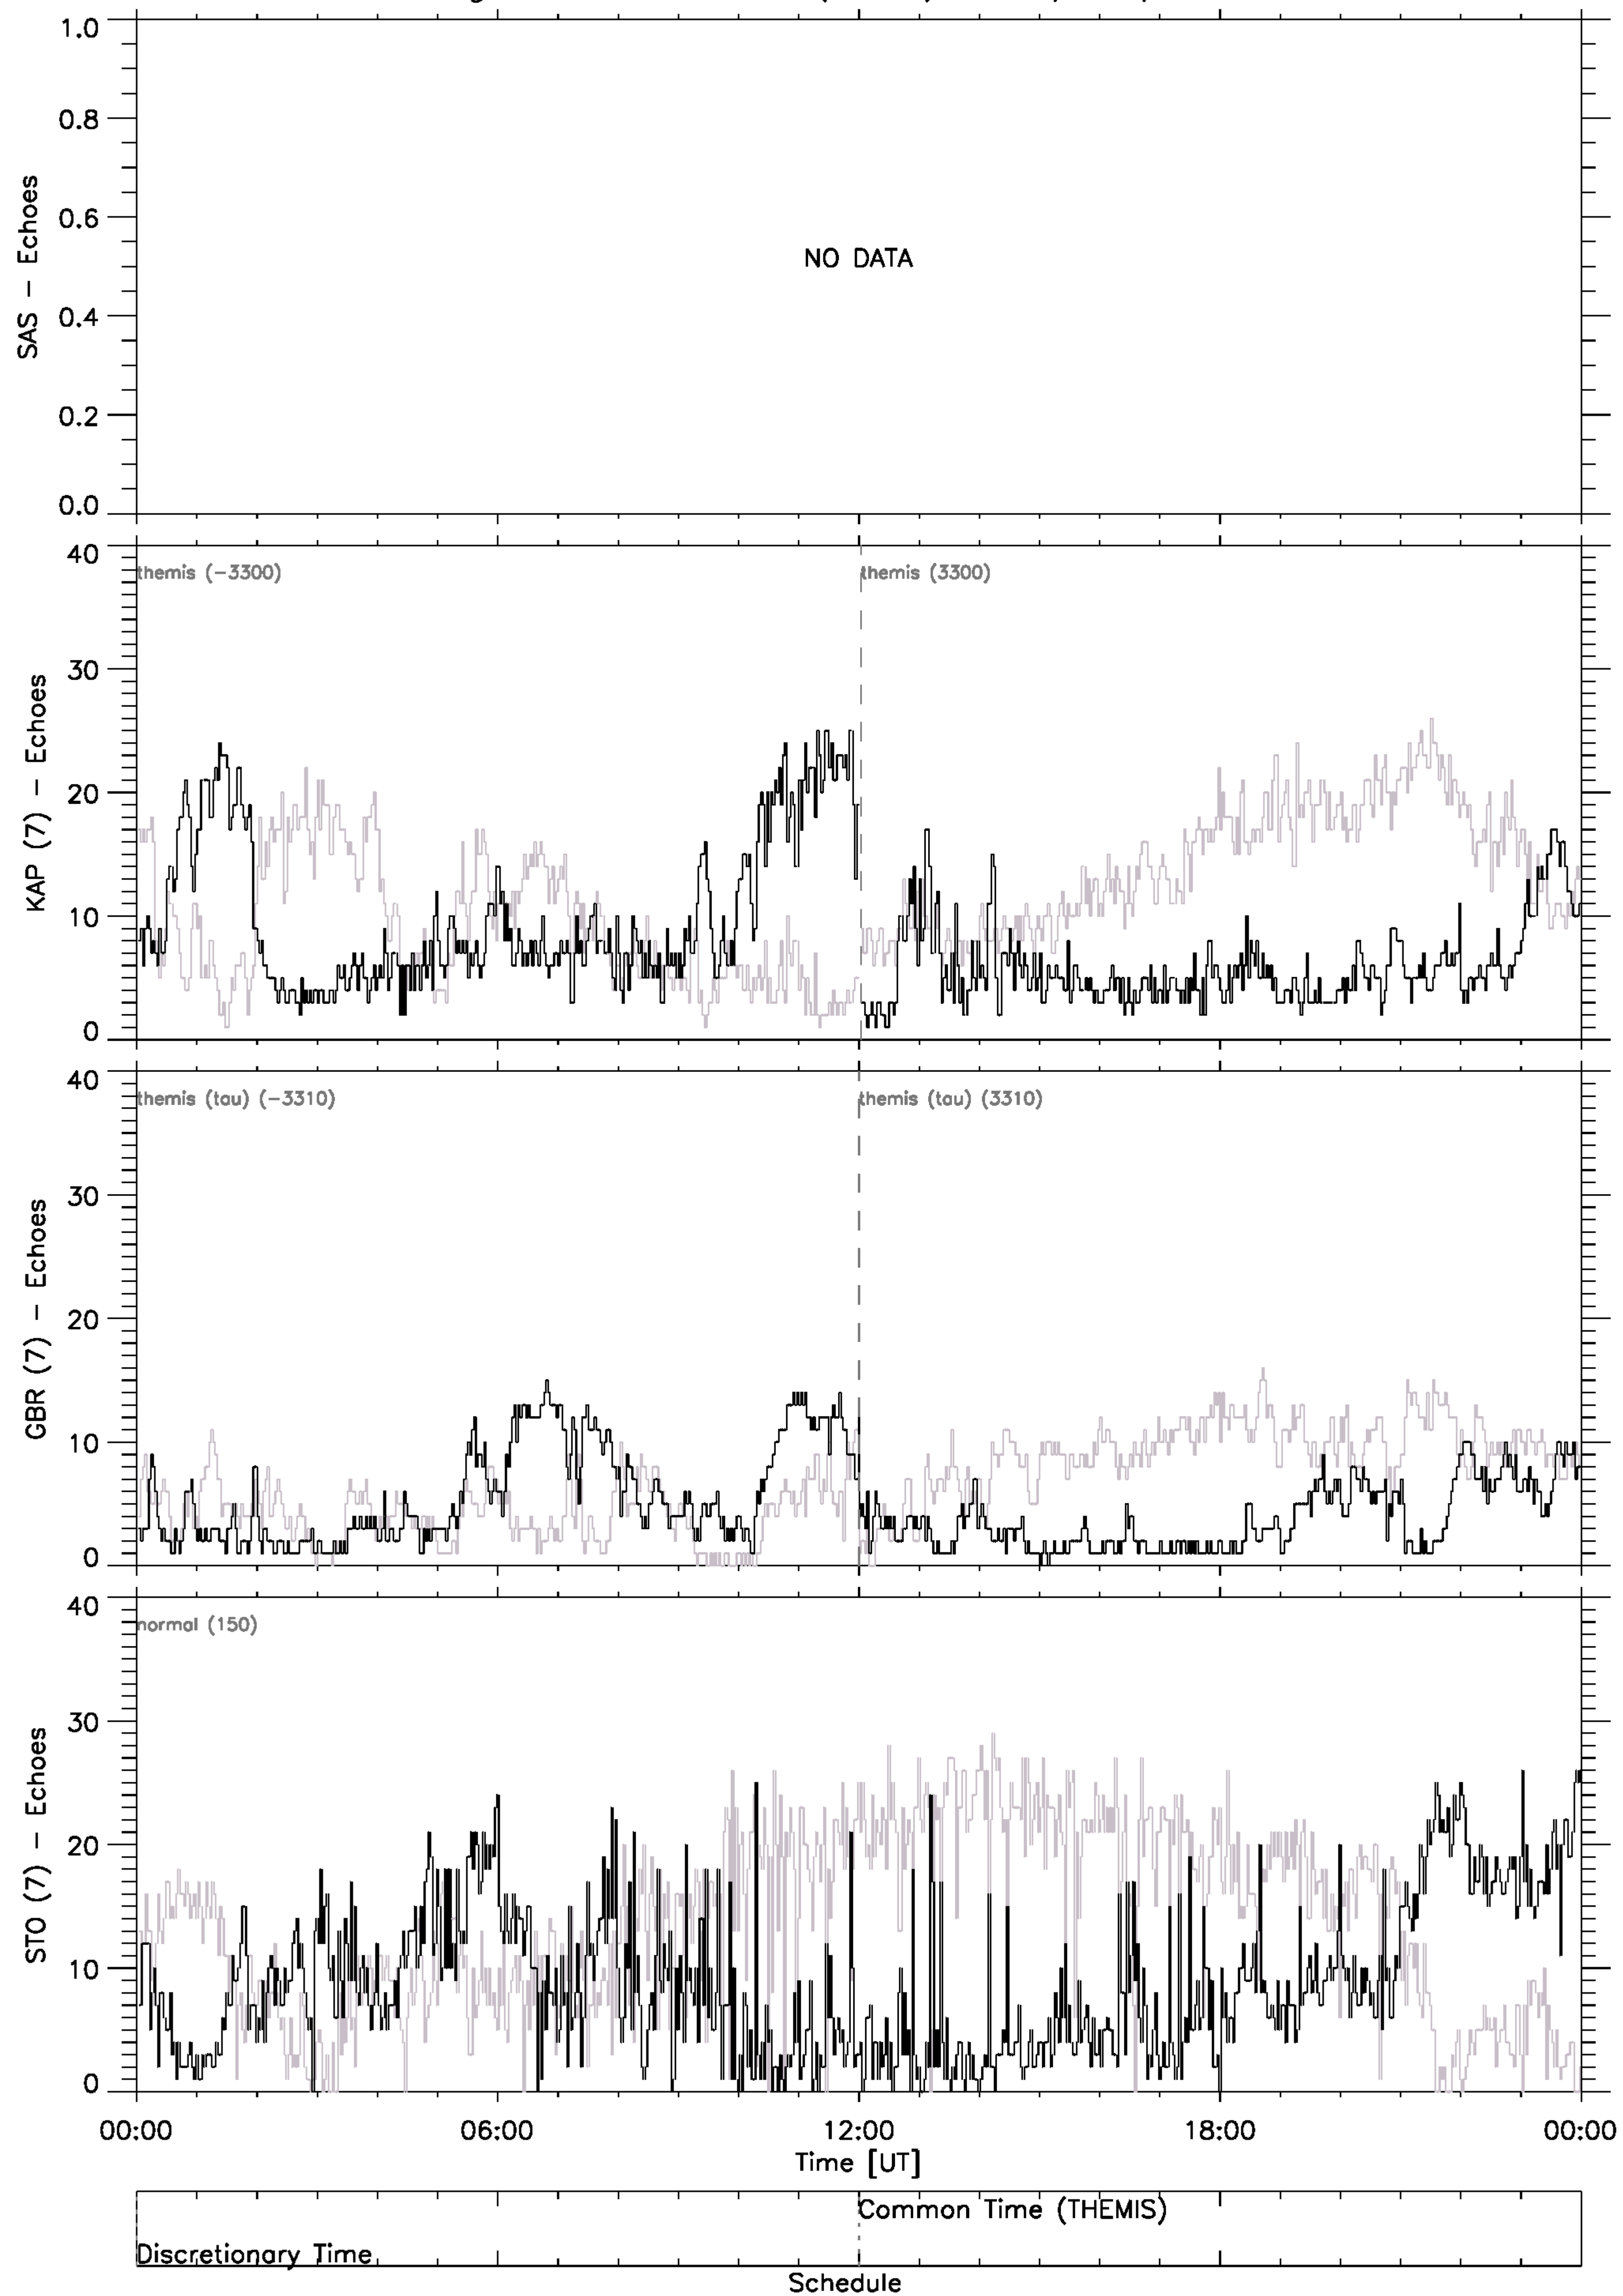 1.0
0.8
0.6
0.4
0.2
0.0
SAS – Echoes
NO DATA
40
30
20
10
0
KAP (7) – Echoes
themis (−3300)
themis (3300)
40
30
20
10
0
GBR (7) – Echoes
themis (tau) (−3310)
themis (tau) (3310)
40
30
20
10
0
STO (7) – Echoes
normal (150)
00:00 06:00 12:00 18:00 00:00
Time [UT]
Common Time (THEMIS)
Discretionary Time
Schedule